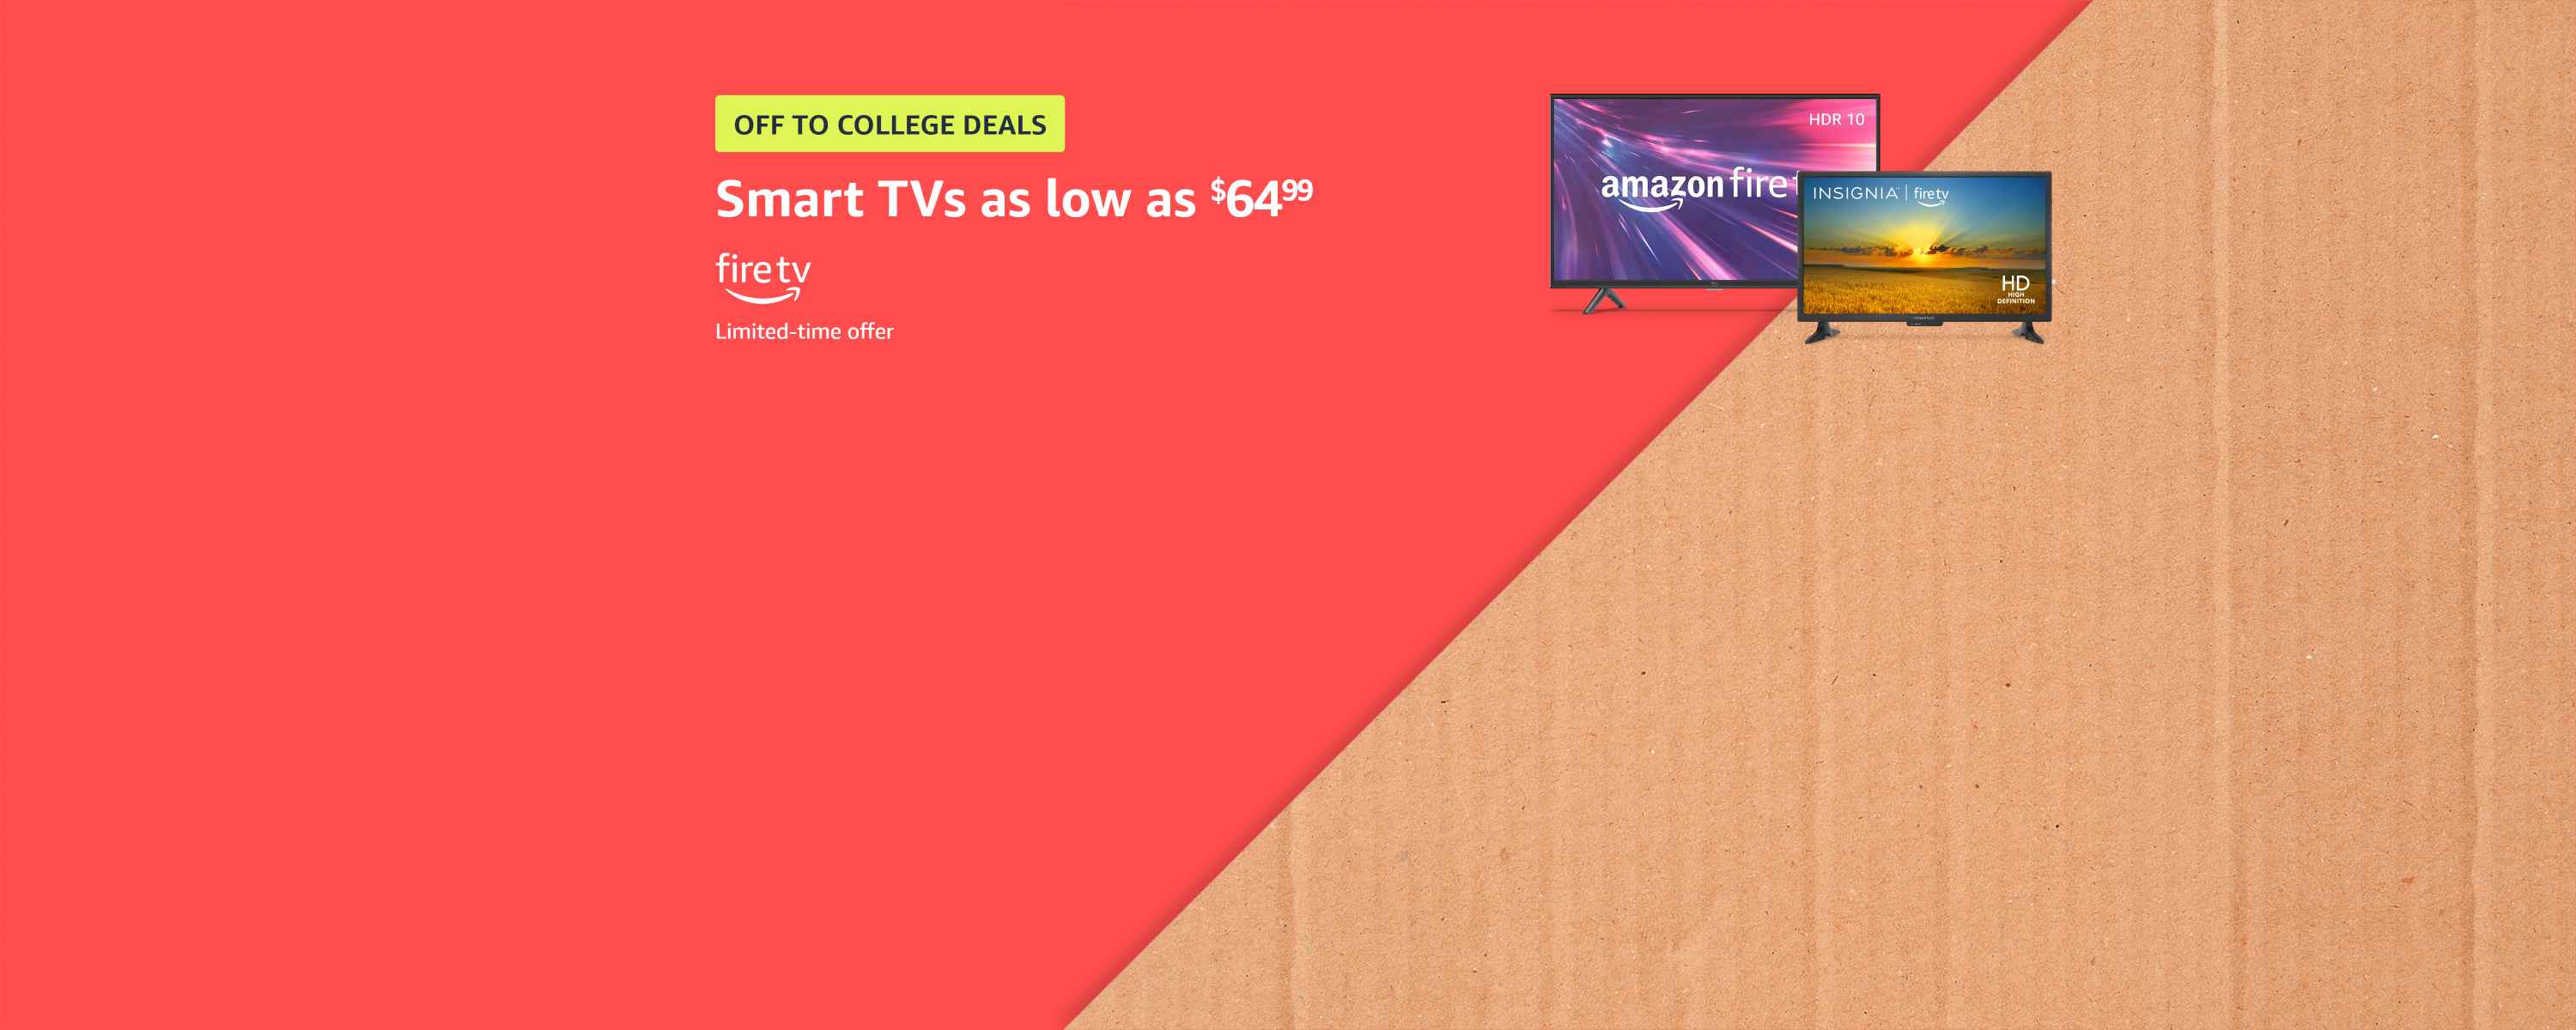 OFF TO COLLEGE DEALS
Smart TVs as low as $64.99
fire tv
Limited-time offer
HDR 10
amazon fire
INSIGNIA | fire tv
HD
HIGH
DEFINITION